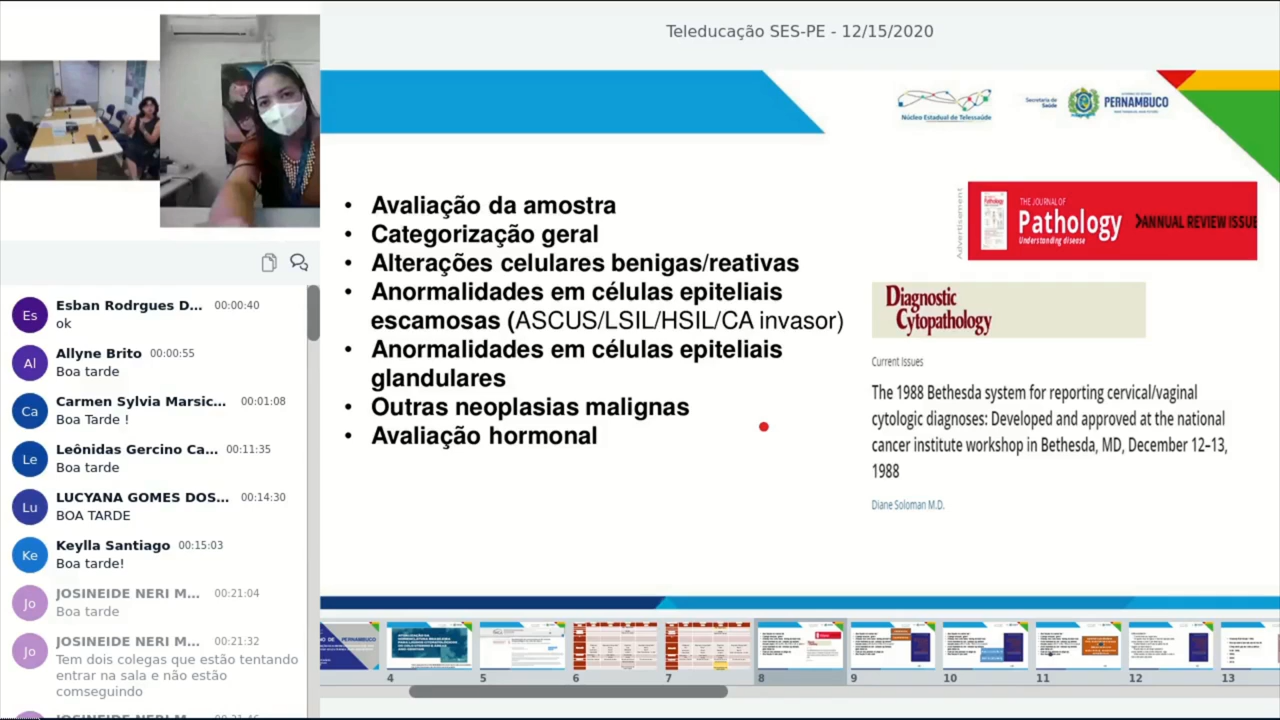 Teleducação SES-PE - 12/15/2020
Núcleo Estadual de Telessaúde
Secretaria de
Saúde
PERNAMBUCO
• Avaliação da amostra
• Categorização geral
• Alterações celulares benigas/reativas
• Anormalidades em células epiteliais
escamosas (ASCUS/LSIL/HSIL/CA invasor)
• Anormalidades em células epiteliais
glandulares
• Outras neoplasias malignas
• Avaliação hormonal
Advertisement
THE JOURNAL OF
Pathology
Understanding disease
ANNUAL REVIEW ISSUE
Diagnostic
Cytopathology
Current Issues
The 1988 Bethesda system for reporting cervical/vaginal
cytologic diagnoses: Developed and approved at the national
cancer institute workshop in Bethesda, MD, December 12–13,
1988
Diane Soloman M.D.
Es
Esban Rodrgues D... 00:00:40
ok
Al
Allyne Brito 00:00:55
Boa tarde
Ca
Carmen Sylvia Marsic... 00:01:08
Boa Tarde !
Le
Leônidas Gercino Ca... 00:11:35
Boa tarde
Lu
LUCYANA GOMES DOS... 00:14:30
BOA TARDE
Ke
Keylla Santiago 00:15:03
Boa tarde!
Jo
JOSINEIDE NERI M... 00:21:04
Boa tarde
Jo
JOSINEIDE NERI M... 00:21:32
Tem dois colegas que estão tentando
entrar na sala e não estão
comseguindo
4 5 6 7 8 9 10 11 12 13